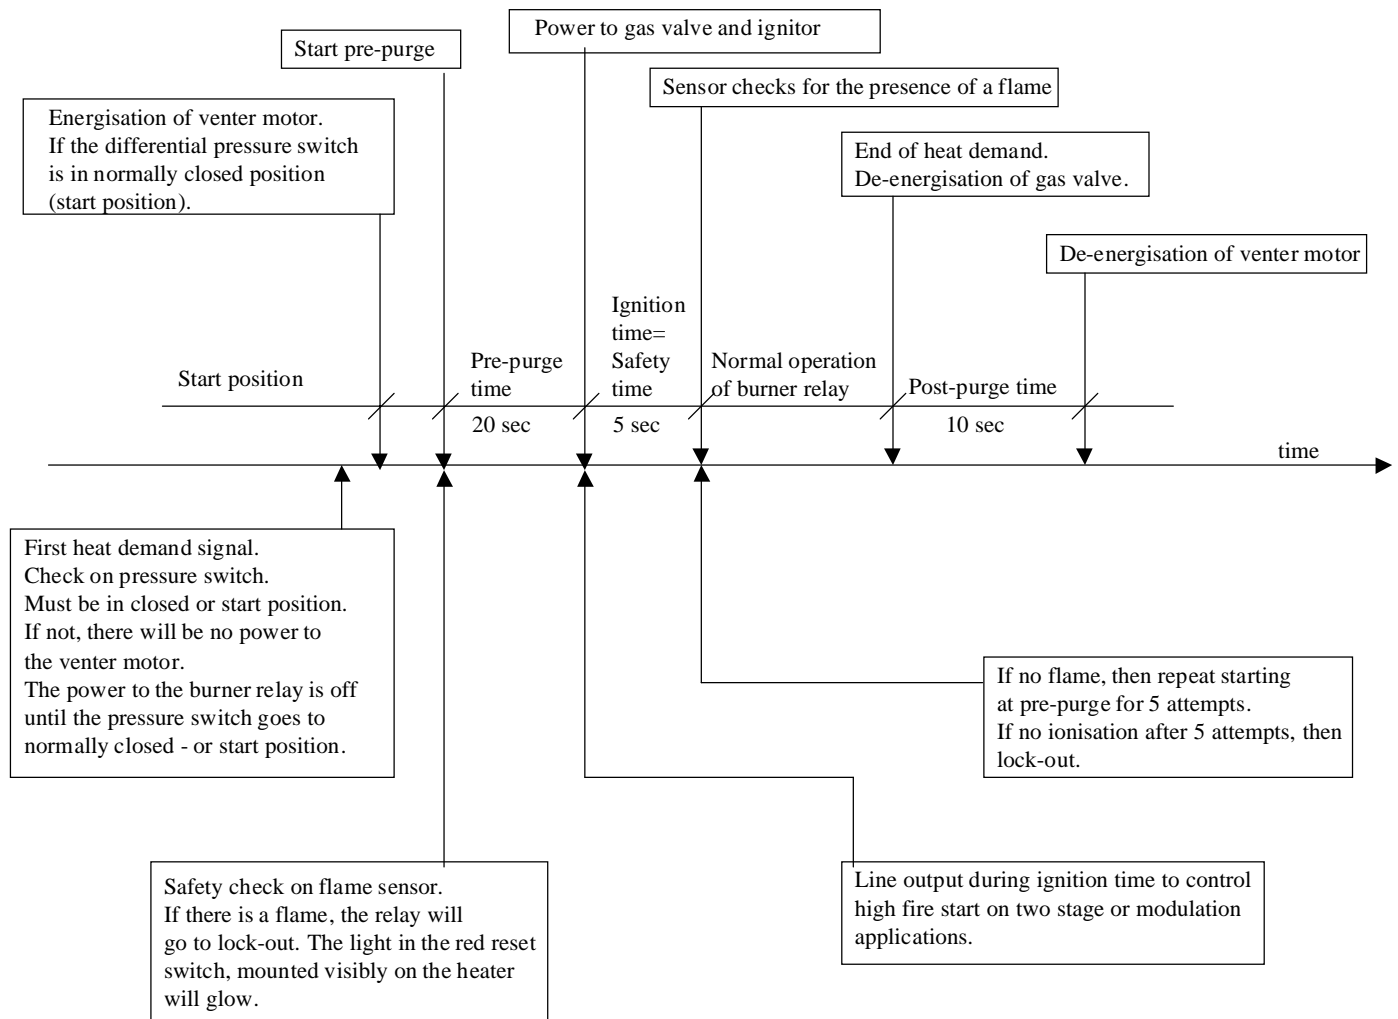 Power to gas valve and ignitor
Start pre-purge
Sensor checks for the presence of a flame
Energisation of venter motor.
If the differential pressure switch
is in normally closed position
(start position).
End of heat demand.
De-energisation of gas valve.
De-energisation of venter motor
Start position
Pre-purge
time
20 sec
Ignition
time=
Safety
time
5 sec
Normal operation
of burner relay
Post-purge time
10 sec
time
First heat demand signal.
Check on pressure switch.
Must be in closed or start position.
If not, there will be no power to
the venter motor.
The power to the burner relay is off
until the pressure switch goes to
normally closed - or start position.
If no flame, then repeat starting
at pre-purge for 5 attempts.
If no ionisation after 5 attempts, then
lock-out.
Safety check on flame sensor.
If there is a flame, the relay will
go to lock-out. The light in the red reset
switch, mounted visibly on the heater
will glow.
Line output during ignition time to control
high fire start on two stage or modulation
applications.